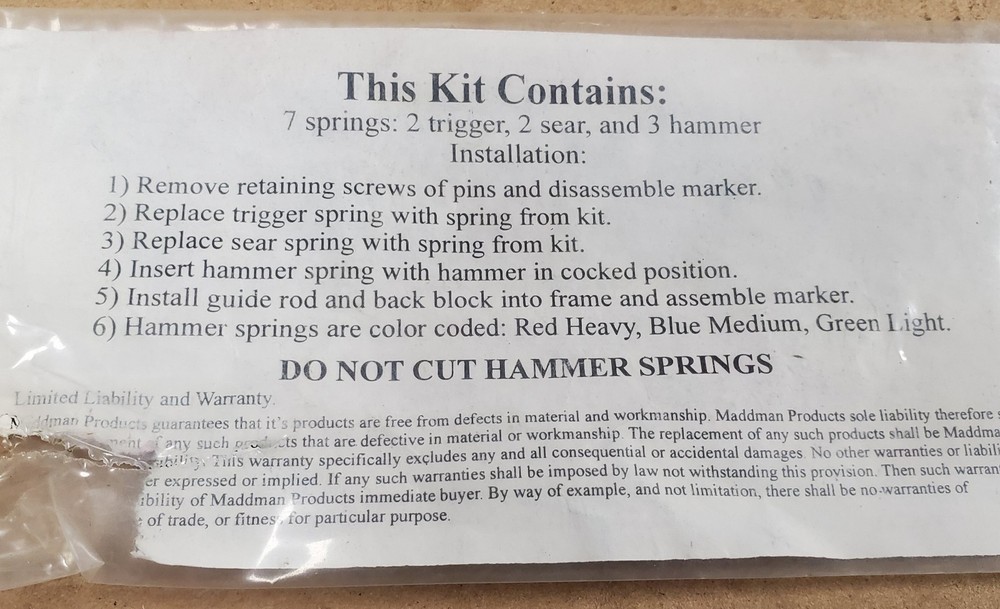 This Kit Contains:
7 springs: 2 trigger, 2 sear, and 3 hammer
Installation:
1) Remove retaining screws of pins and disassemble marker.
2) Replace trigger spring with spring from kit.
3) Replace sear spring with spring from kit.
4) Insert hammer spring with hammer in cocked position.
5) Install guide rod and back block into frame and assemble marker.
6) Hammer springs are color coded: Red Heavy, Blue Medium, Green Light.
DO NOT CUT HAMMER SPRINGS
Limited Liability and Warranty.
Products guarantees that it's products are free from defects in material and workmanship. Maddman Products sole liability therefore
any such that are defective in material or workmanship. The replacement of any such products shall be
This warranty specifically excludes any and all consequential or accidental damages. No other warranties or
expressed or implied. If any such warranties shall be imposed by law not withstanding this provision. Then such
of Maddman Products immediate buyer. By way of example, and not limitation, there shall be no warranties of
of trade, or fitness for particular purpose.